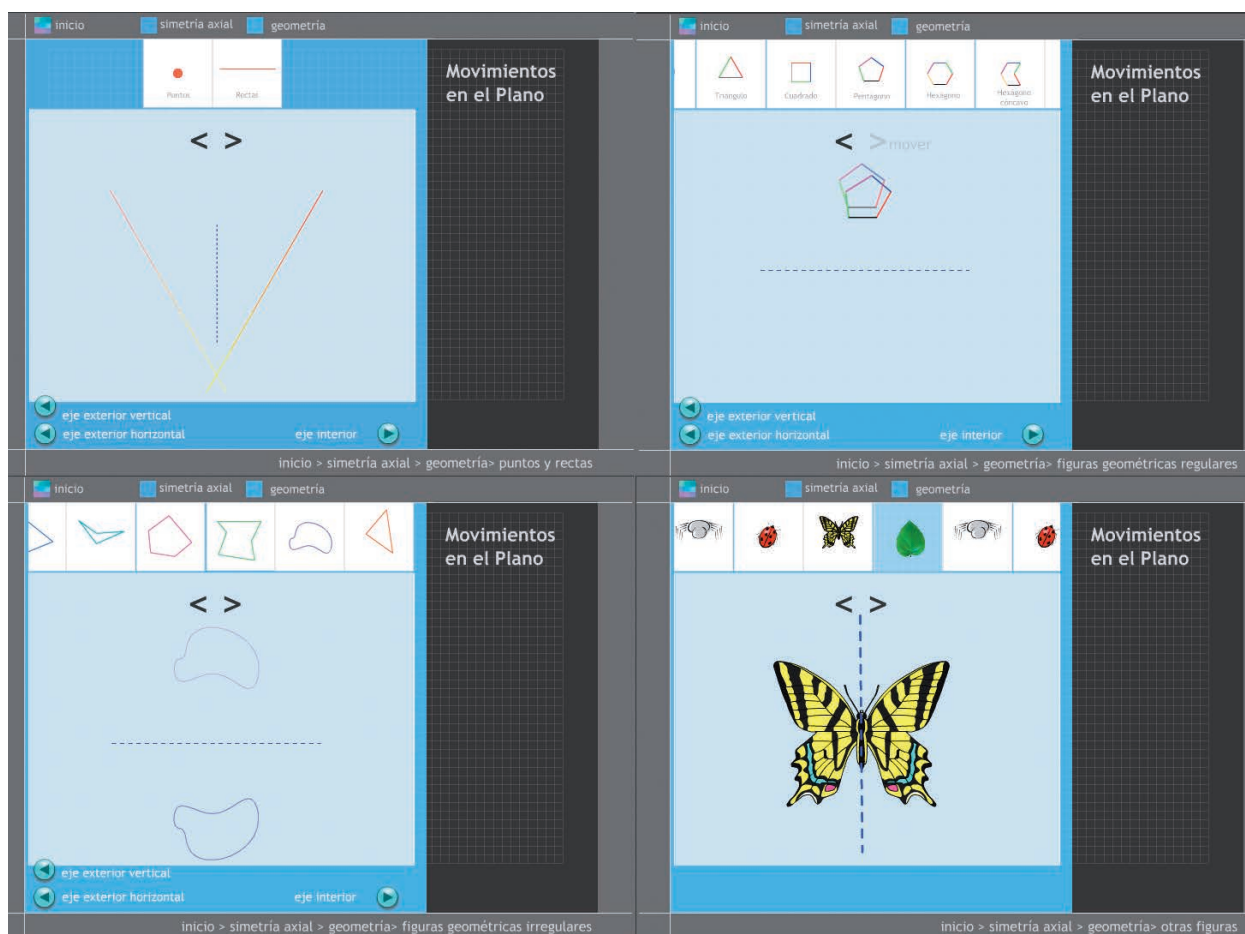 inicio simetría axial geometría
Puntos Rectas
Movimientos
en el Plano
< >
eje exterior vertical
eje exterior horizontal eje interior
inicio > simetría axial > geometría> puntos y rectas
inicio simetría axial geometría
Triangulo Cuadrado Pentágono Hexágono Hexágono
cóncavo
Movimientos
en el Plano
< > mover
eje exterior vertical
eje exterior horizontal eje interior
inicio > simetría axial > geometría> figuras geométricas regulares
inicio simetría axial geometría
Movimientos
en el Plano
< >
eje exterior vertical
eje exterior horizontal eje interior
inicio > simetría axial > geometría> figuras geométricas irregulares
inicio simetría axial geometría
Movimientos
en el Plano
< >
inicio > simetría axial > geometría> otras figuras